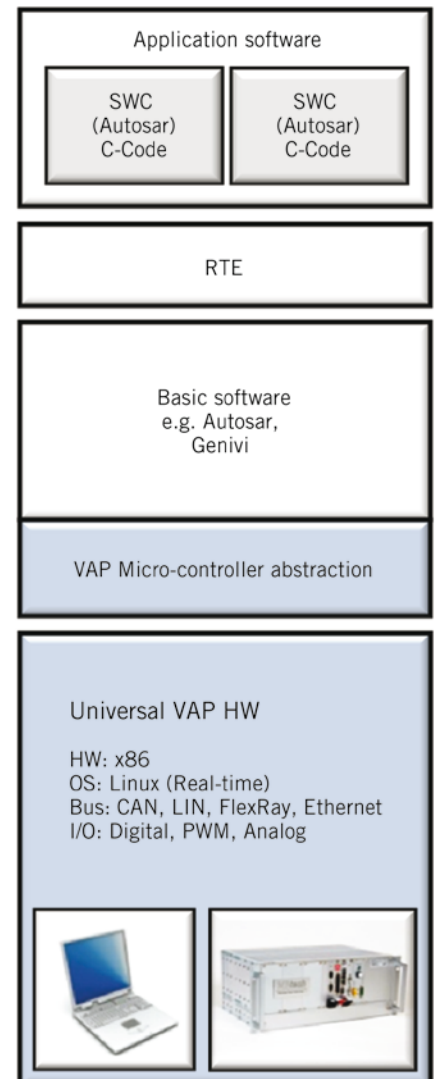 Application software
SWC
(Autosar)
C-Code
SWC
(Autosar)
C-Code
RTE
Basic software
e.g. Autosar,
Genivi
VAP Micro-controller abstraction
Universal VAP HW
HW: x86
OS: Linux (Real-time)
Bus: CAN, LIN, FlexRay, Ethernet
I/O: Digital, PWM, Analog